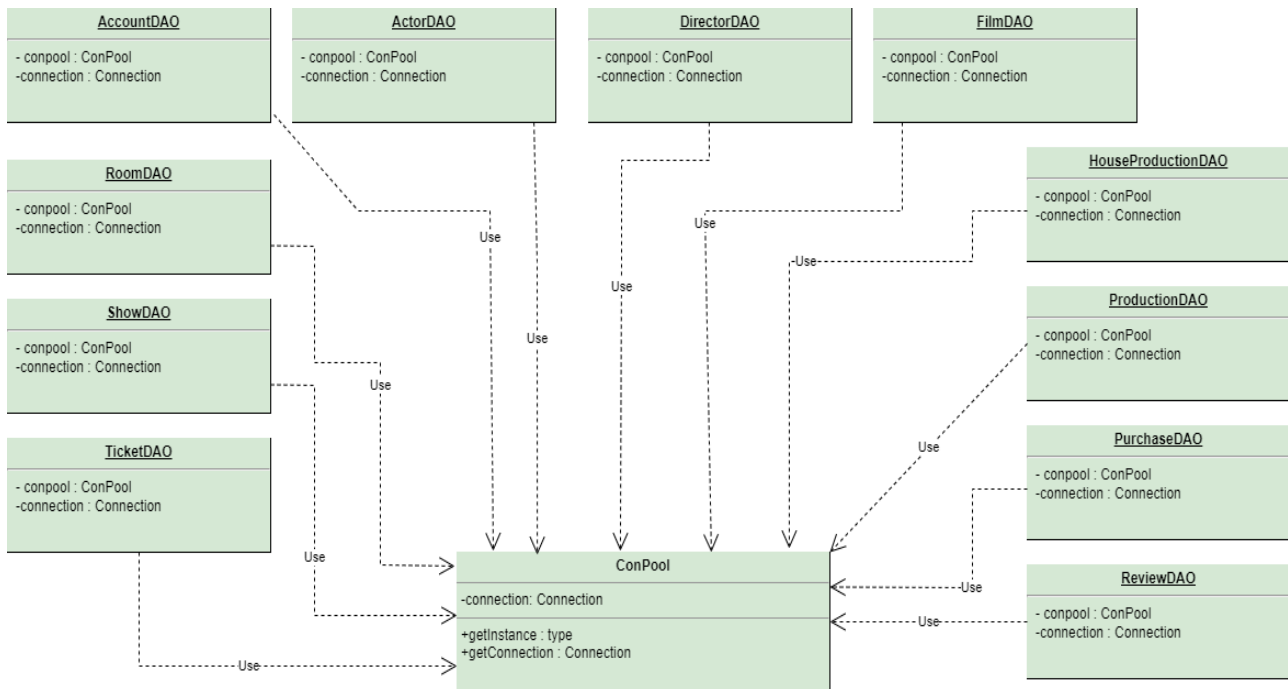 AccountDAO
- conpool : ConPool
-connection : Connection
ActorDAO
- conpool : ConPool
-connection : Connection
DirectorDAO
- conpool : ConPool
-connection : Connection
FilmDAO
- conpool : ConPool
-connection : Connection
RoomDAO
- conpool : ConPool
-connection : Connection
HouseProductionDAO
- conpool : ConPool
-connection : Connection
ShowDAO
- conpool : ConPool
-connection : Connection
ProductionDAO
- conpool : ConPool
-connection : Connection
TicketDAO
- conpool : ConPool
-connection : Connection
PurchaseDAO
- conpool : ConPool
-connection : Connection
ReviewDAO
- conpool : ConPool
-connection : Connection
Use
Use
Use
Use
Use
Use
Use
Use
Use
Use
Use
ConPool
-connection: Connection
+getInstance : type
+getConnection : Connection